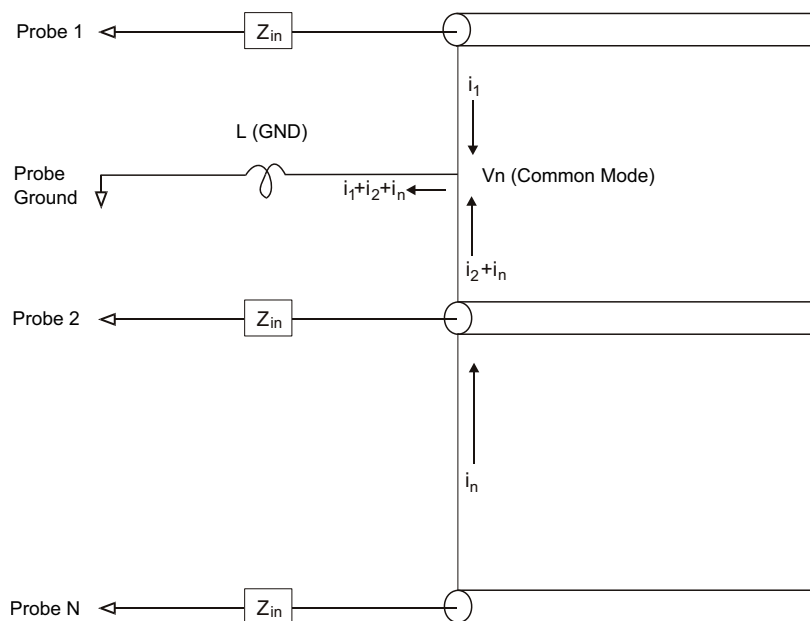 Probe 1
Zin
i1
L (GND)
Probe
Ground
i1+i2+in
Vn (Common Mode)
i2+in
Probe 2
Zin
in
Probe N
Zin